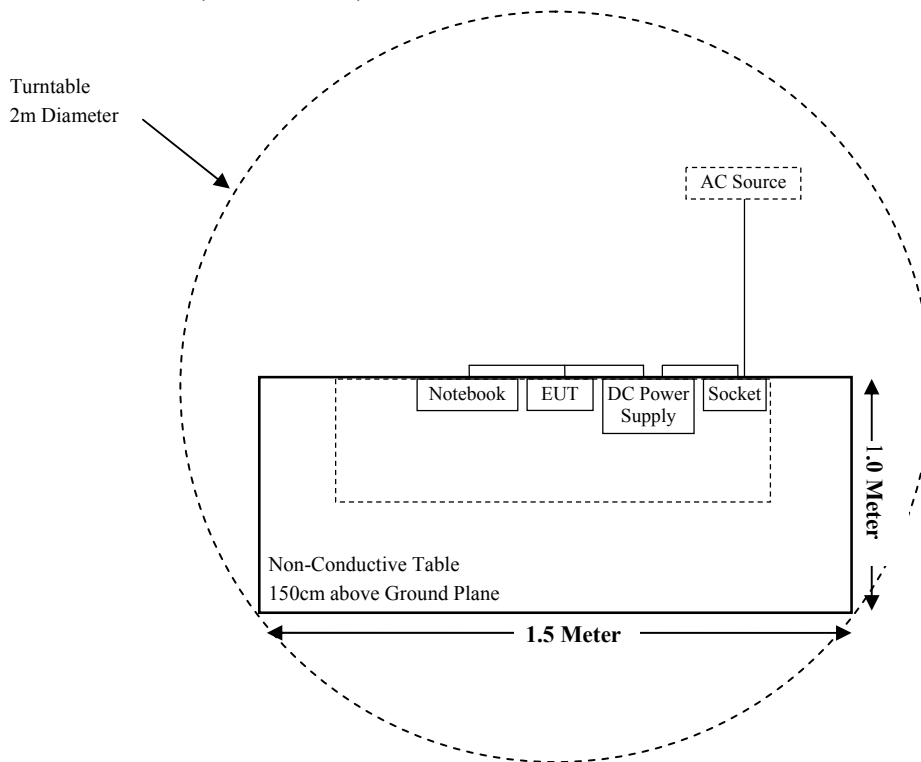 Turntable
2m Diameter
AC Source
Notebook
EUT
DC Power
Supply
Socket
1.0 Meter
Non-Conductive Table
150cm above Ground Plane
1.5 Meter